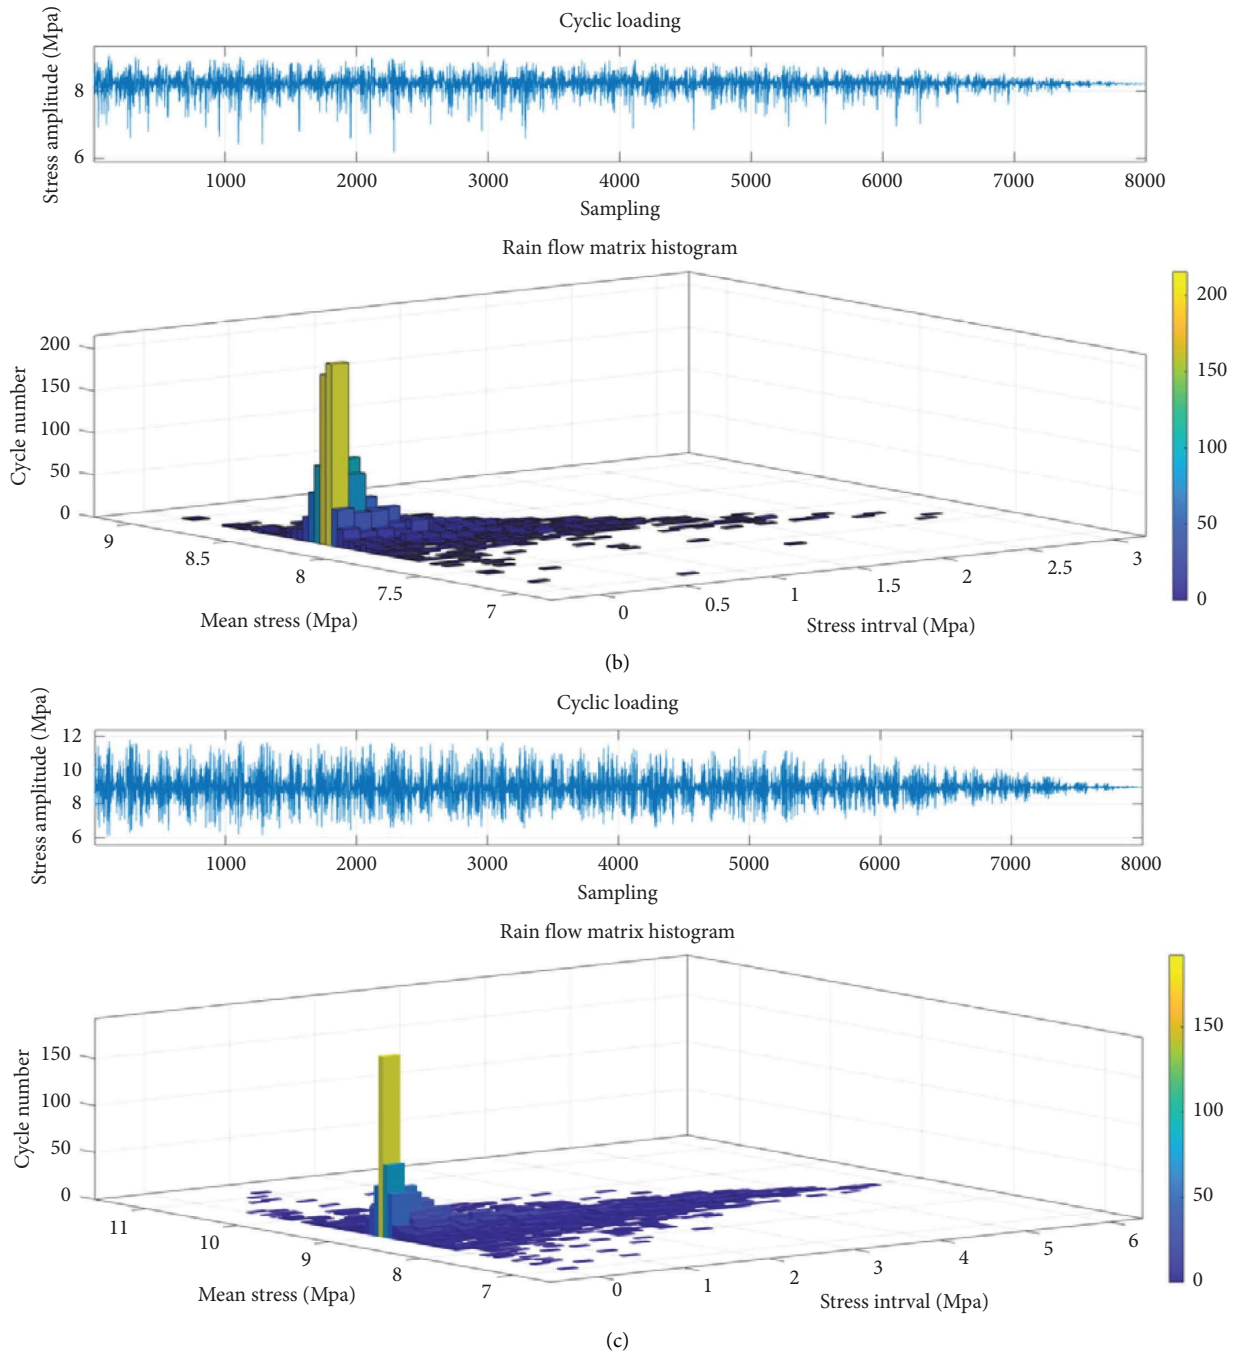 Cyclic loading
Stress amplitude (Mpa)
8
6
1000 2000 3000 4000 5000 6000 7000 8000
Sampling
Rain flow matrix histogram
Cycle number
200
150
100
50
0
9 8.5 8 7.5 7
Mean stress (Mpa)
0 0.5 1 1.5 2 2.5 3
Stress intrval (Mpa)
200
150
100
50
0
(b)
Cyclic loading
Stress amplitude (Mpa)
12
10
8
6
1000 2000 3000 4000 5000 6000 7000 8000
Sampling
Rain flow matrix histogram
Cycle number
150
100
50
0
11 10 9 8 7
Mean stress (Mpa)
0 1 2 3 4 5 6
Stress intrval (Mpa)
150
100
50
0
(c)